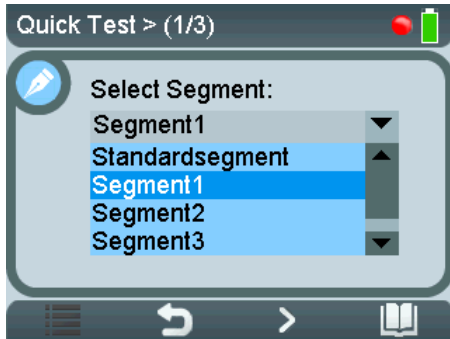 Quick Test > (1/3)
Select Segment:
Segment1
Standardsegment
Segment1
Segment2
Segment3